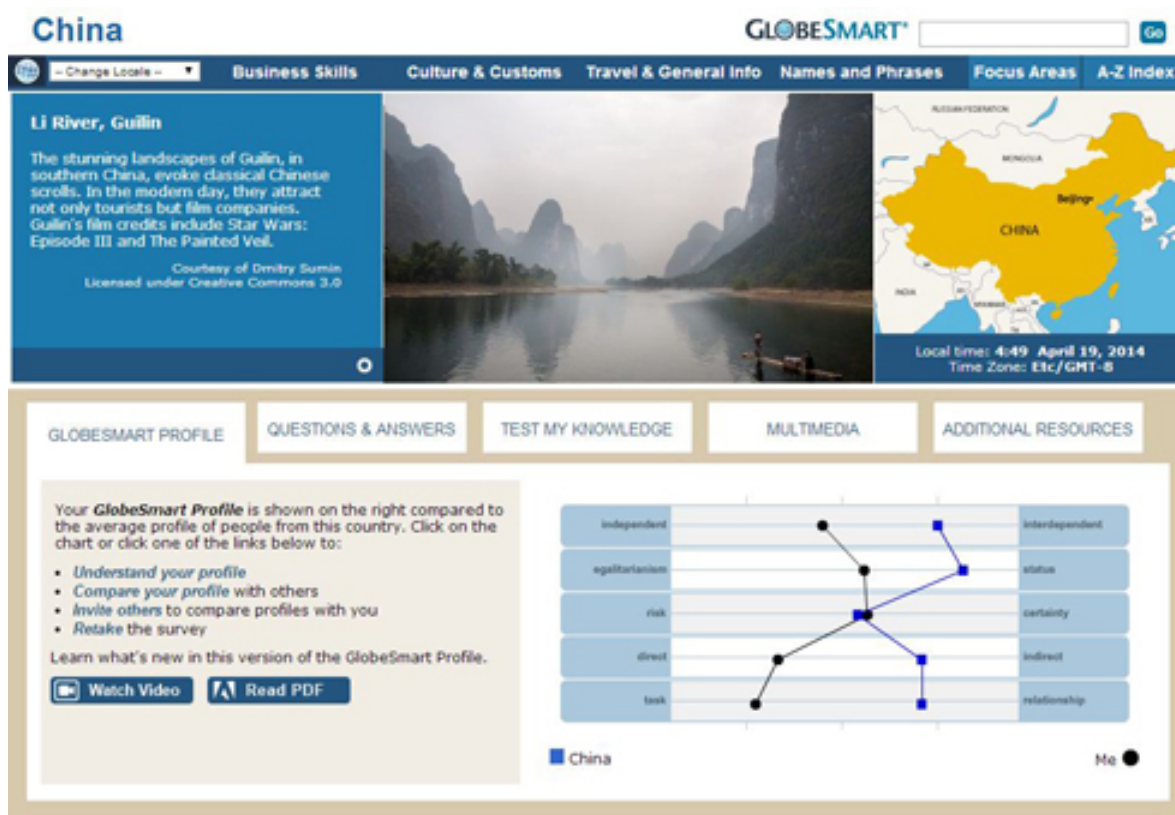 China
GLOBESMART®
Go
-- Change Locale --
Business Skills
Culture & Customs
Travel & General Info
Names and Phrases
Focus Areas
A-Z Index
Li River, Guilin
The stunning landscapes of Guilin, in
southern China, evoke classical Chinese
scrolls. In the modern day, they attract
not only tourists but film companies.
Guilin's film credits include Star Wars:
Episode III and The Painted Veil.
Courtesy of Dmitry Sumin
Licensed under Creative Commons 3.0
RUSSIAN FEDERATION
MONGOLIA
Beijing
CHINA
INDIA
MYANMAR
Local time: 4:49 April 19, 2014
Time Zone: Etc/GMT-8
GLOBESMART PROFILE
QUESTIONS & ANSWERS
TEST MY KNOWLEDGE
MULTIMEDIA
ADDITIONAL RESOURCES
Your GlobeSmart Profile is shown on the right compared to
the average profile of people from this country. Click on the
chart or click one of the links below to:
• Understand your profile
• Compare your profile with others
• Invite others to compare profiles with you
• Retake the survey
Learn what's new in this version of the GlobeSmart Profile.
Watch Video
Read PDF
independent
interdependent
egalitarianism
status
risk
certainty
direct
indirect
task
relationship
China
Me